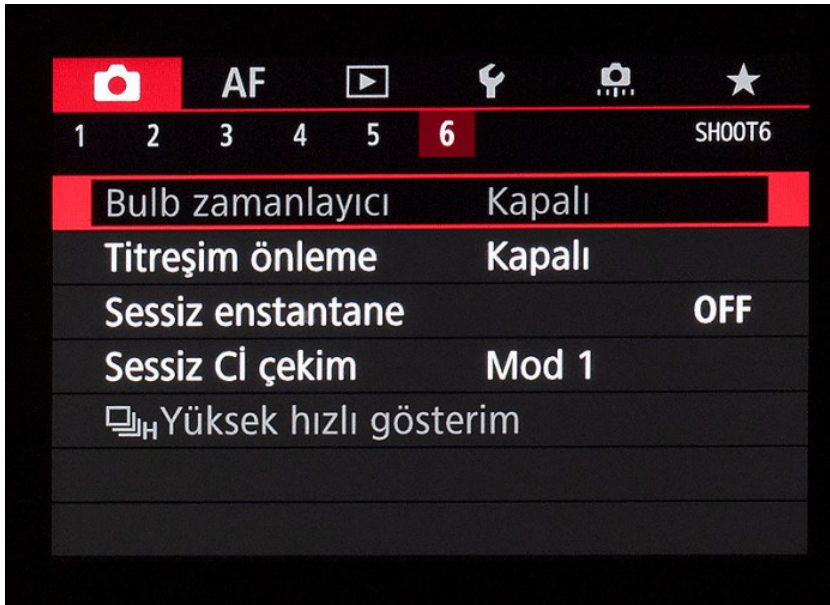 AF
1 2 3 4 5 6 SHOOT6
Bulb zamanlayıcı Kapalı
Titreşim önleme Kapalı
Sessiz enstantane OFF
Sessiz Cİ çekim Mod 1
H Yüksek hızlı gösterim